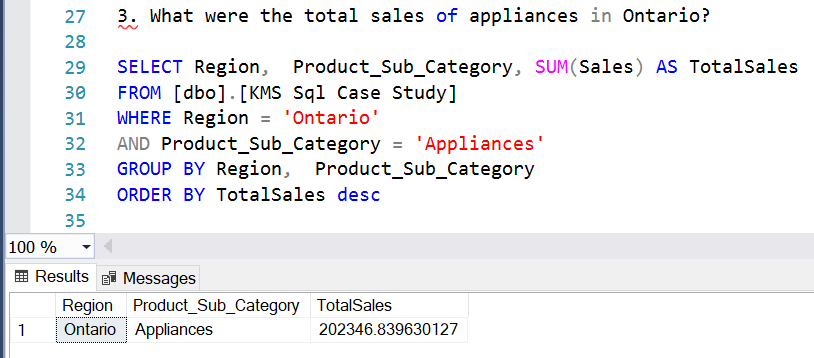 27 3. What were the total sales of appliances in Ontario?
28
29 SELECT Region,  Product_Sub_Category, SUM(Sales) AS TotalSales
30 FROM [dbo].[KMS Sql Case Study]
31 WHERE Region = 'Ontario'
32 AND Product_Sub_Category = 'Appliances'
33 GROUP BY Region,  Product_Sub_Category
34 ORDER BY TotalSales desc
35
100 %
Results Messages
Region Product_Sub_Category TotalSales
1 Ontario Appliances 202346.839630127